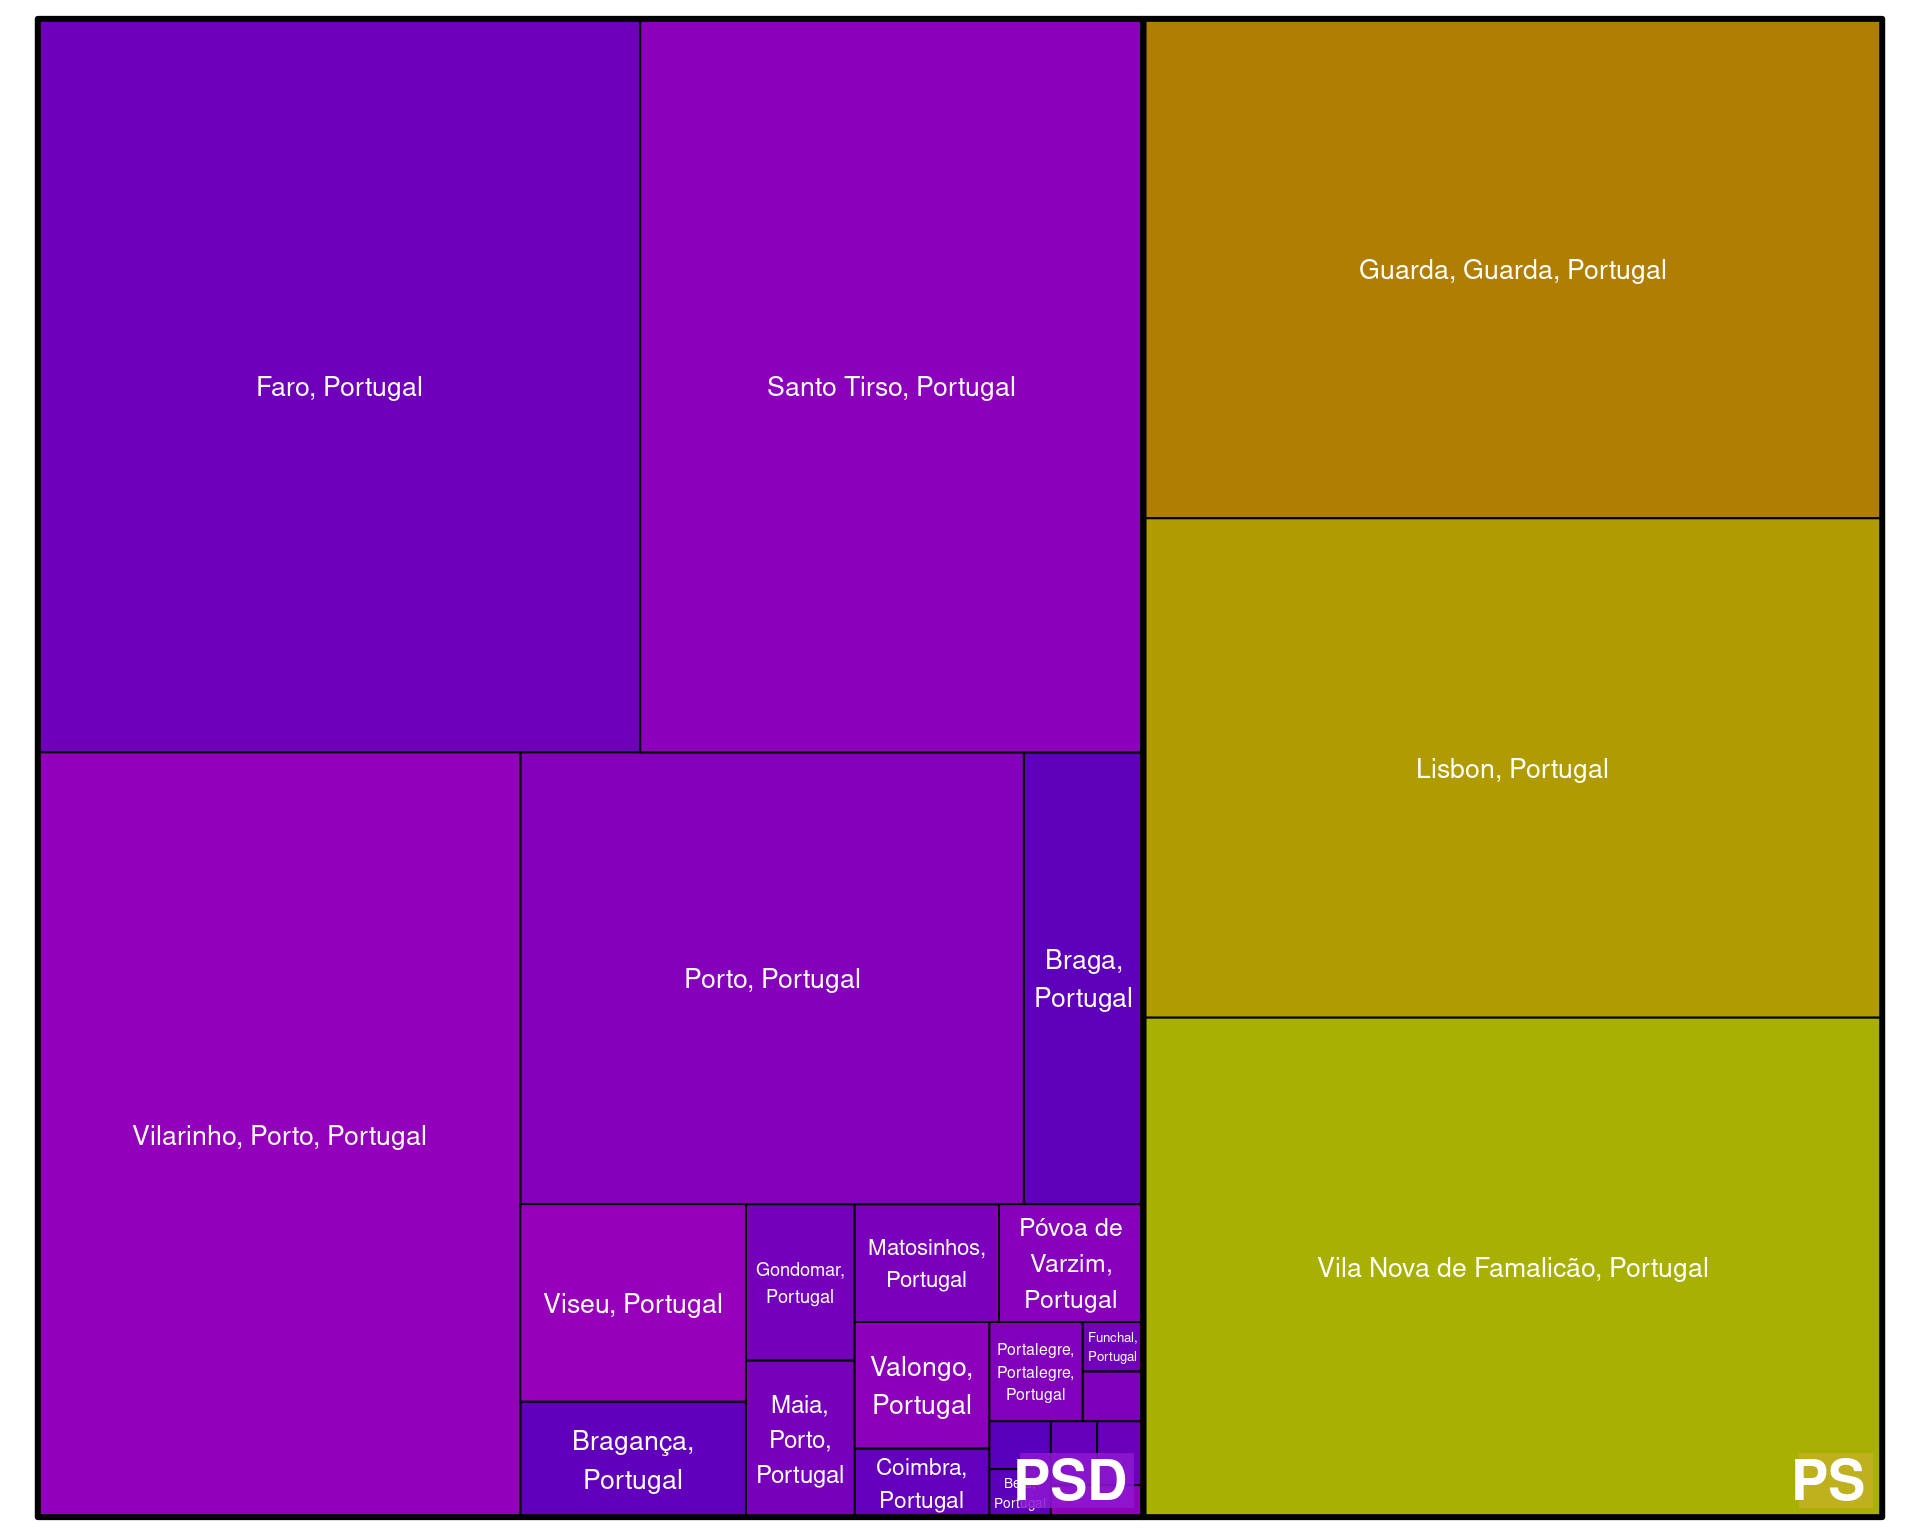 Faro, Portugal
Santo Tirso, Portugal
Guarda, Guarda, Portugal
Lisbon, Portugal
Vilarinho, Porto, Portugal
Porto, Portugal
Braga,
Portugal
Viseu, Portugal
Bragança,
Portugal
Gondomar,
Portugal
Maia,
Porto,
Portugal
Matosinhos,
Portugal
Póvoa de
Varzim,
Portugal
Valongo,
Portugal
Coimbra,
Portugal
Portalegre,
Portalegre,
Portugal
Funchal,
Portugal
Portugal
PSD
Vila Nova de Famalicão, Portugal
PS